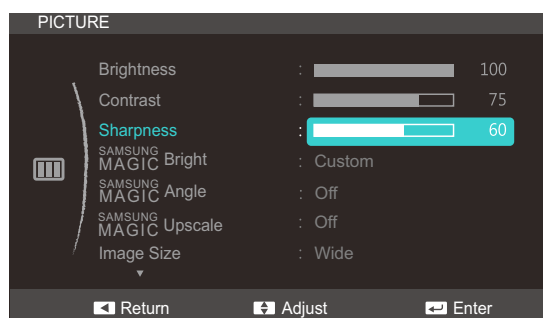 PICTURE
Brightness : 100
Contrast : 75
Sharpness : 60
SAMSUNG MAGIC Bright : Custom
SAMSUNG MAGIC Angle : Off
SAMSUNG MAGIC Upscale : Off
Image Size : Wide
Return Adjust Enter